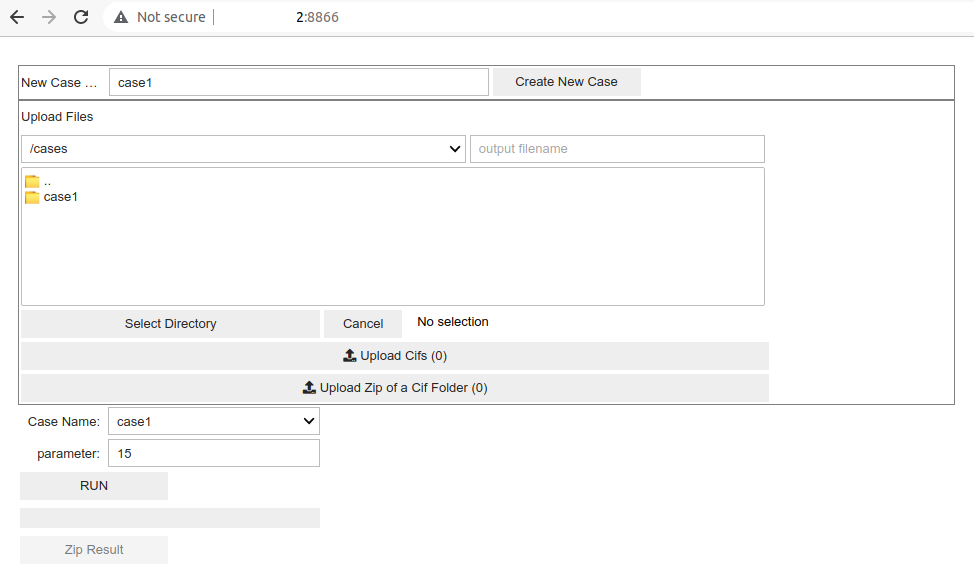 Not secure | 2:8866
New Case … case1 Create New Case
Upload Files
/cases output filename
..
case1
Select Directory Cancel No selection
Upload Cifs (0)
Upload Zip of a Cif Folder (0)
Case Name: case1
parameter: 15
RUN
Zip Result